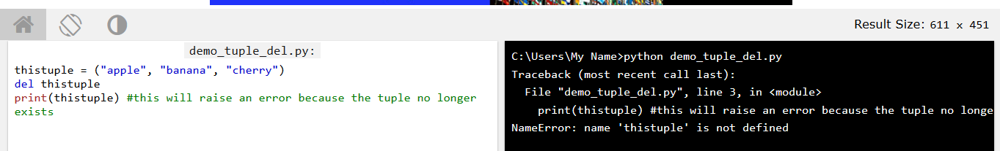 Result Size: 611 x 451
demo_tuple_del.py:
thistuple = ("apple", "banana", "cherry")
del thistuple
print(thistuple) #this will raise an error because the tuple no longer
exists
C:\Users\My Name>python demo_tuple_del.py
Traceback (most recent call last):
  File "demo_tuple_del.py", line 3, in <module>
    print(thistuple) #this will raise an error because the tuple no longe
NameError: name 'thistuple' is not defined